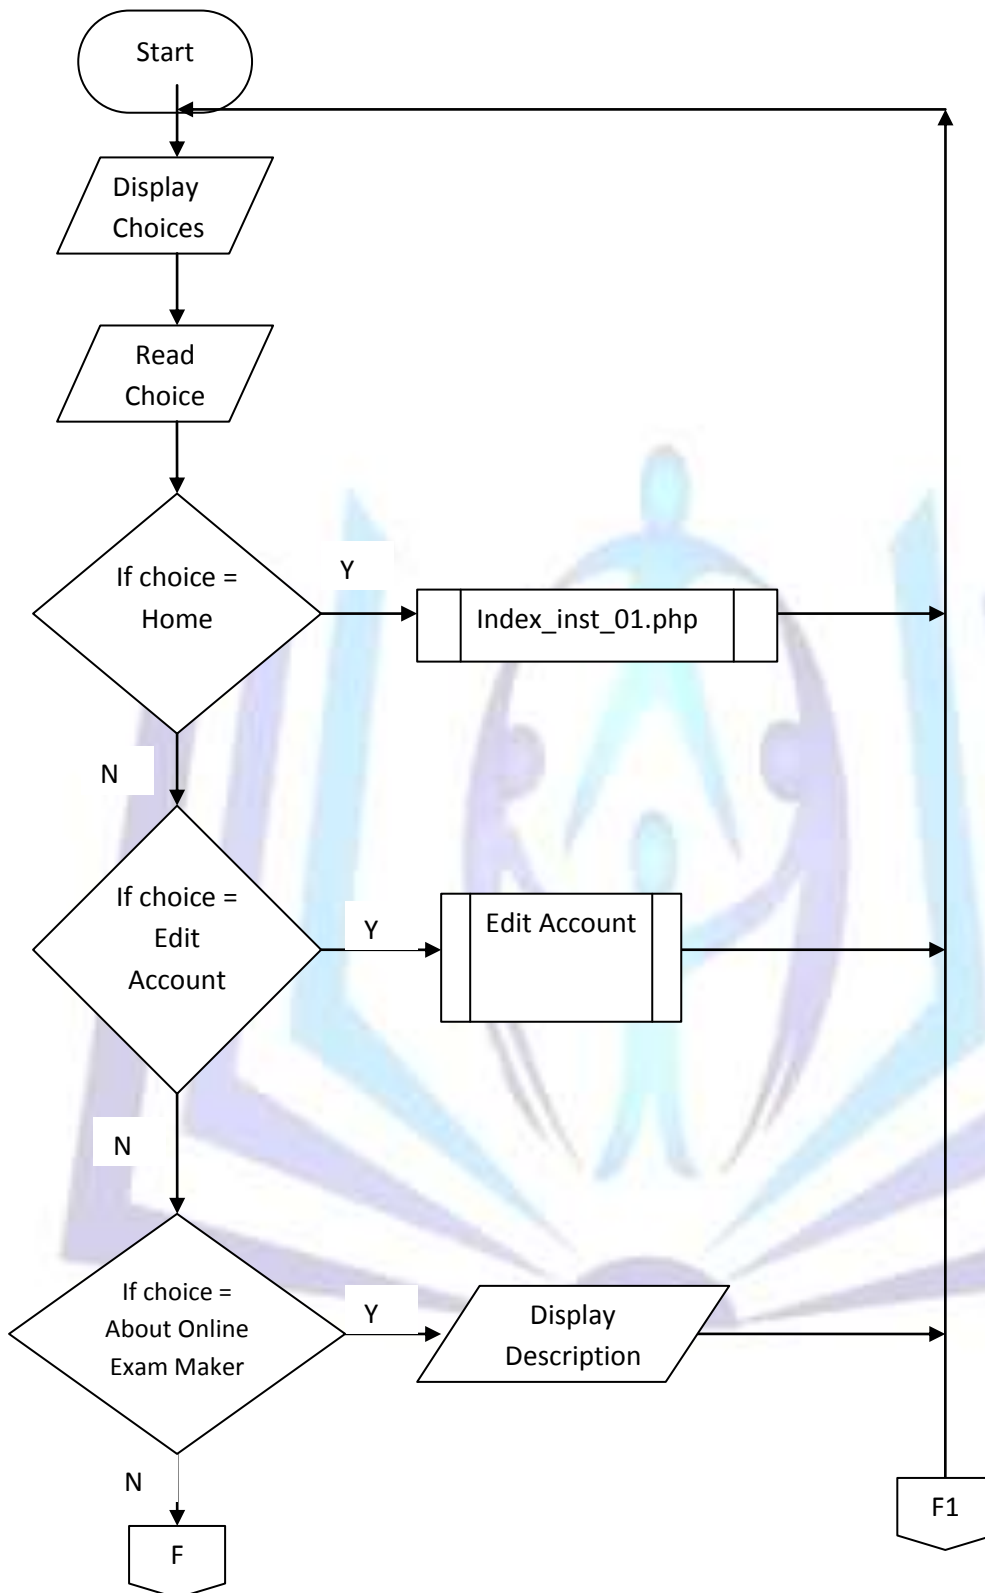 Start
Display
Choices
Read
Choice
If choice =
Home
Y
Index_inst_01.php
N
If choice =
Edit
Account
Y
Edit Account
N
If choice =
About Online
Exam Maker
Y
Display
Description
N
F
F1